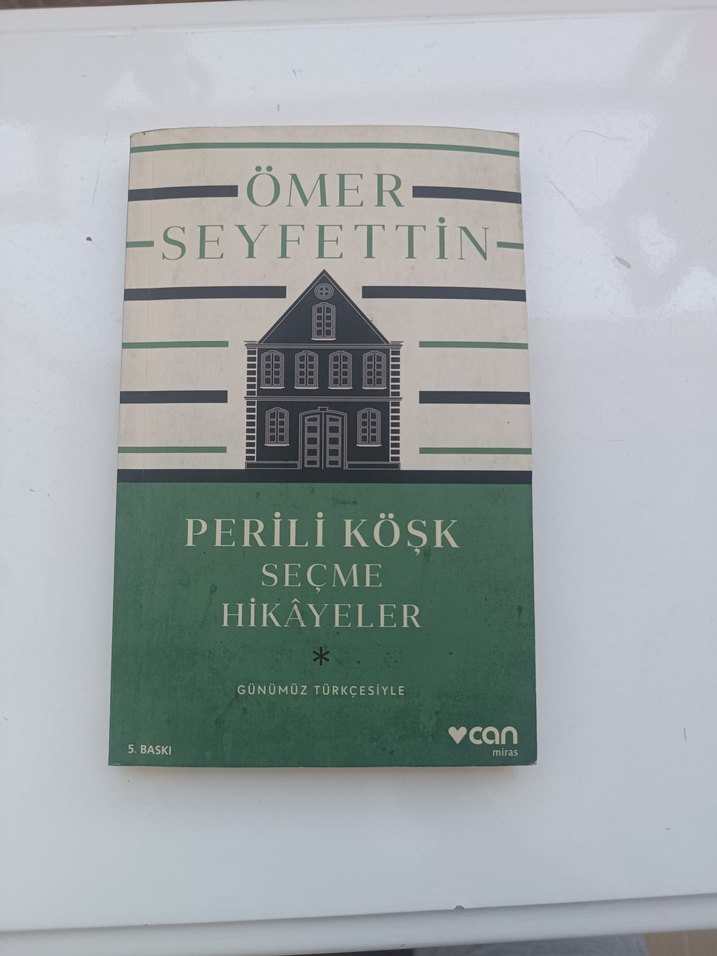 ÖMER
SEYFETTİN
PERİLİ KÖŞK
SEÇME
HİKÂYELER
*
GÜNÜMÜZ TÜRKÇESİYLE
5. BASKI
can
miras